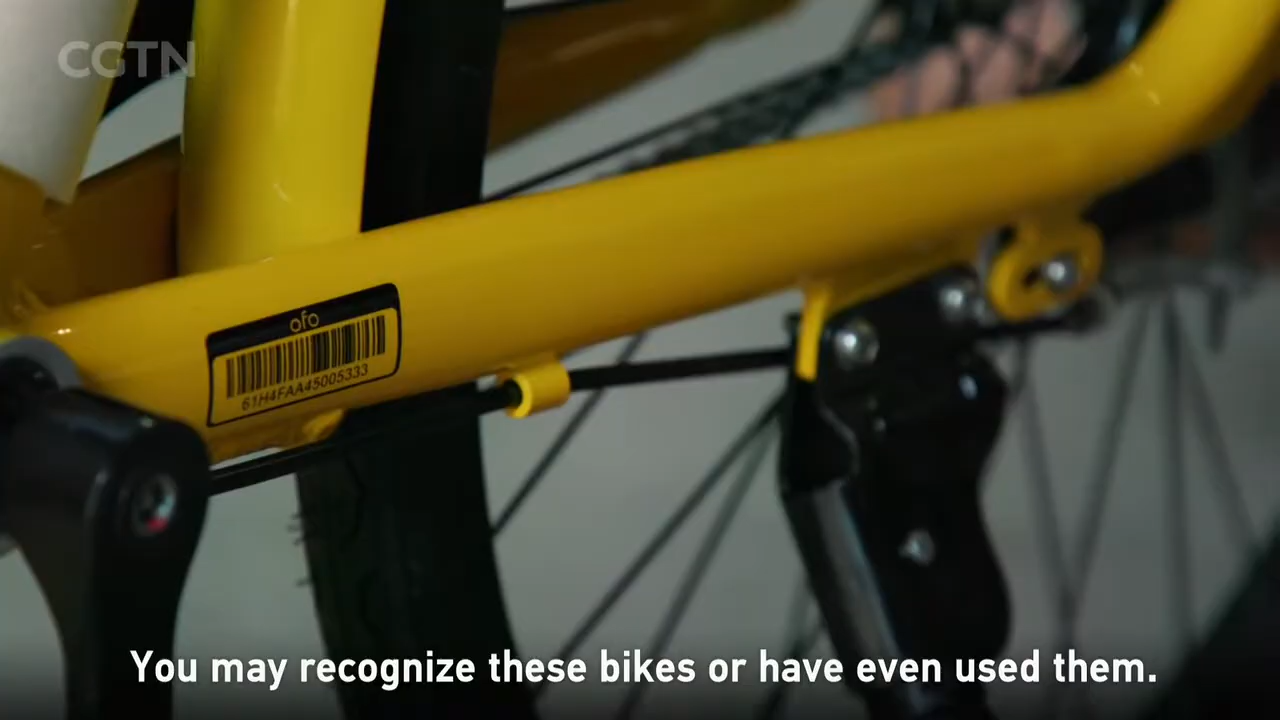 CGTN
ofo
61H4FAA45005333
You may recognize these bikes or have even used them.